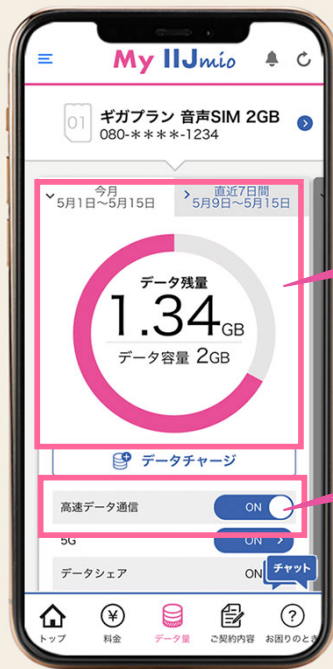 My IIJmio
01
ギガプラン 音声SIM 2GB
080-****-1234
今月
5月1日～5月15日
直近7日間
5月9日～5月15日
データ残量
1.34GB
データ容量 2GB
データチャージ
高速データ通信 ON
5G ON
データシェア ON
チャット
トップ 料金 データ量 ご契約内容 お困りのとき